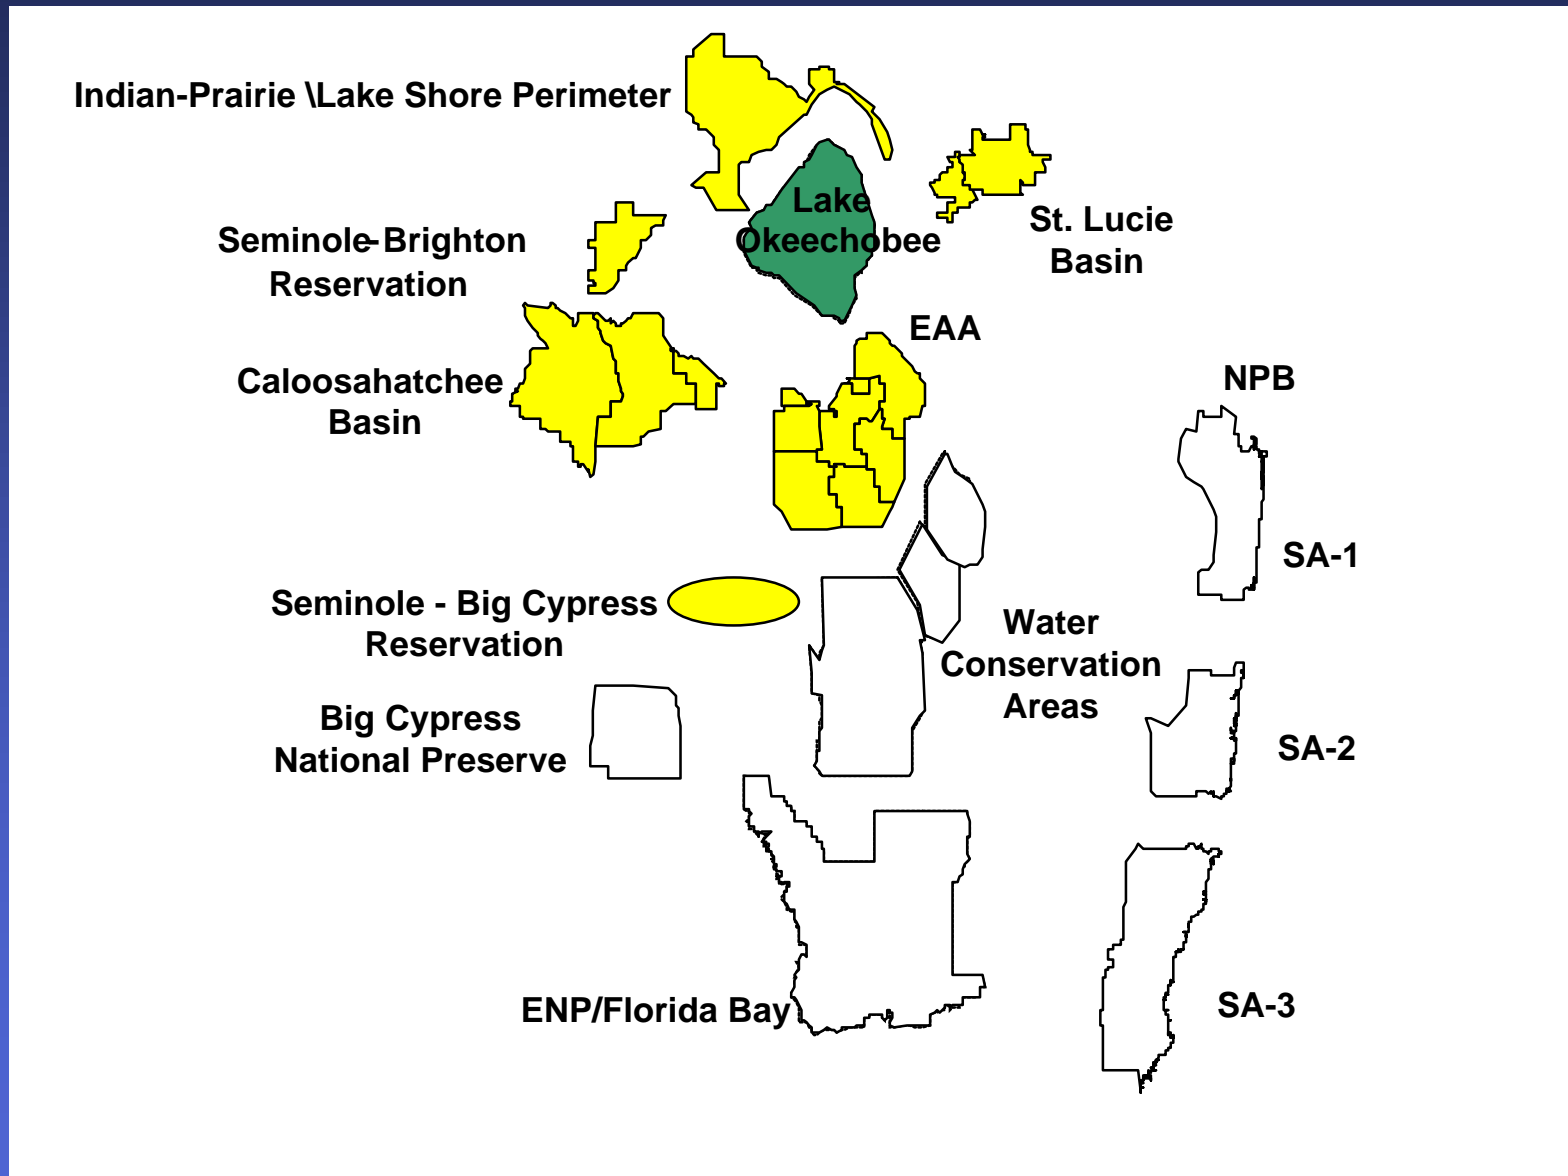 Indian-Prairie \Lake Shore Perimeter
Lake
Okeechobee
St. Lucie
Basin
Seminole-Brighton
Reservation
EAA
Caloosahatchee
Basin
NPB
SA-1
Seminole - Big Cypress
Reservation
Water
Conservation
Areas
Big Cypress
National Preserve
SA-2
ENP/Florida Bay
SA-3